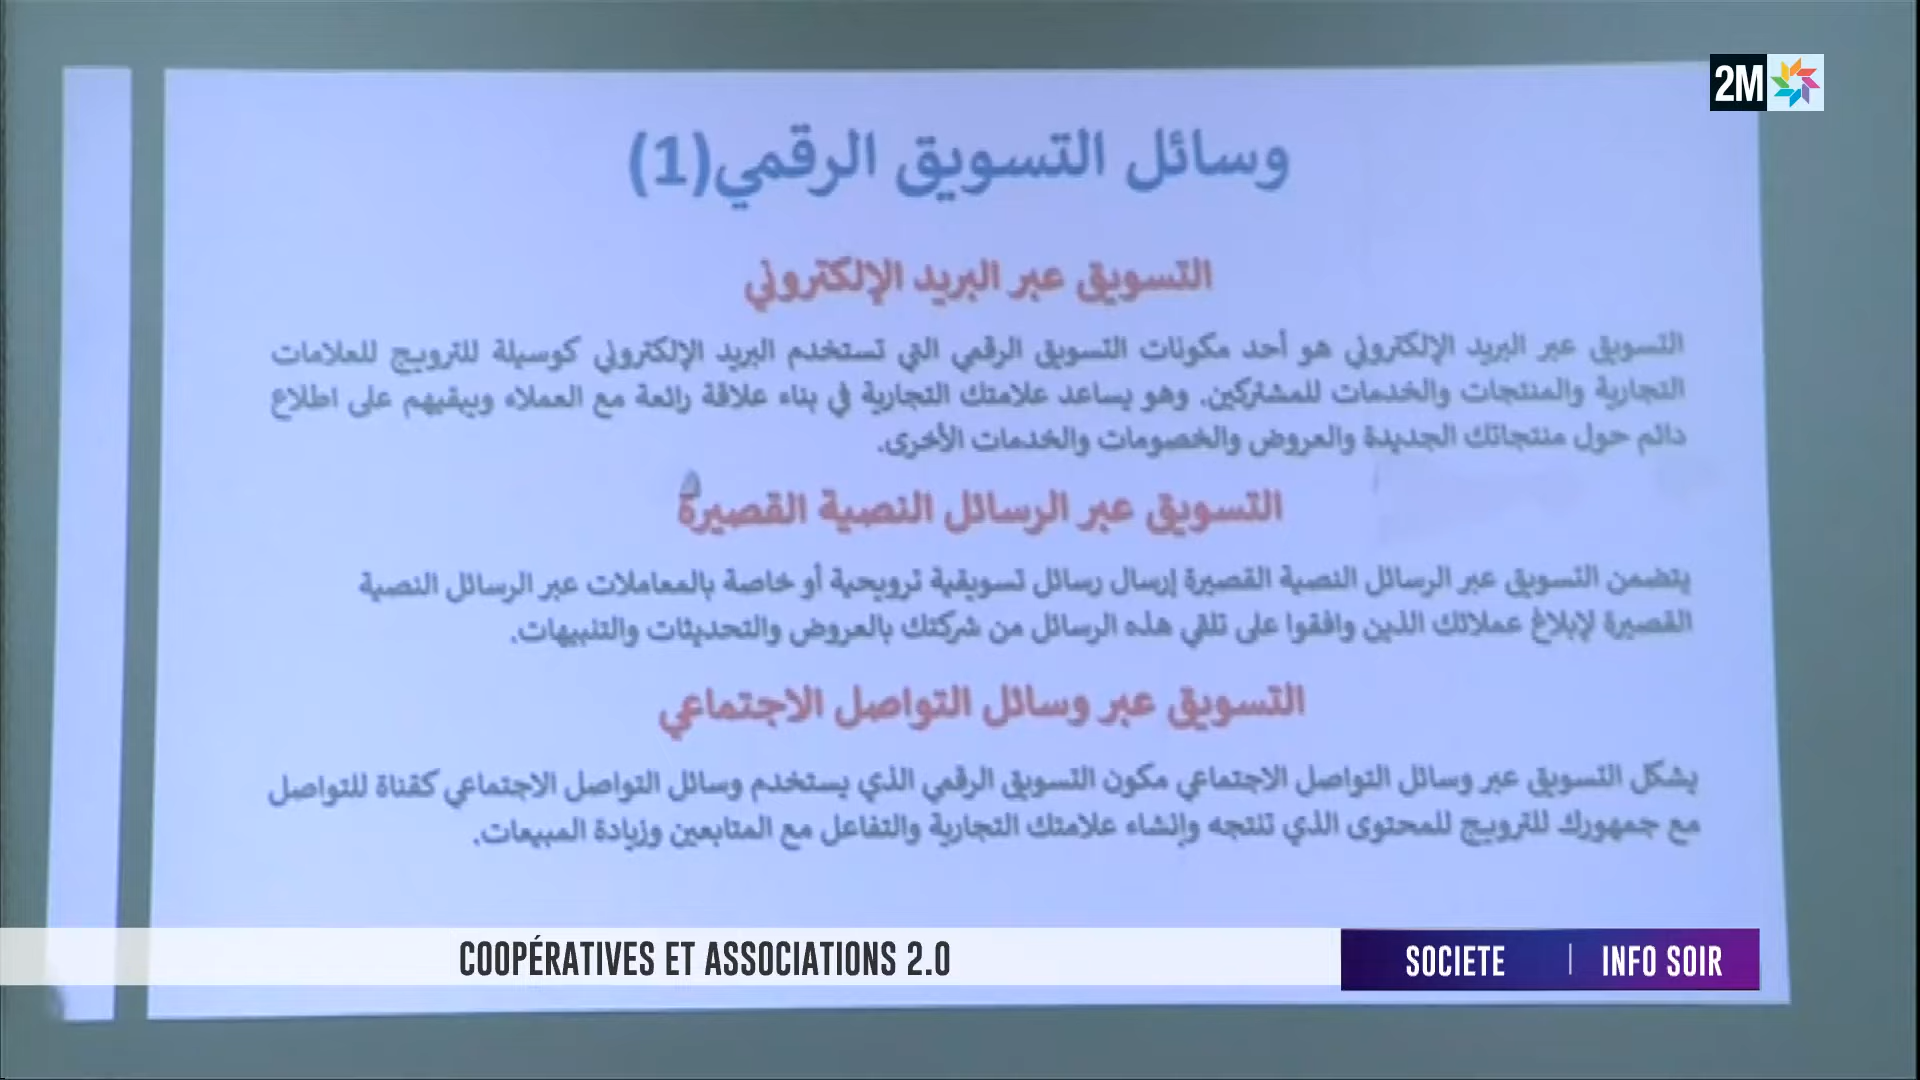 2M
وسائل التسويق الرقمي(1)
التسويق عبر البريد الإلكتروني
التسويق عبر البريد الإلكتروني هو أحد مكونات التسويق الرقمي التي تستخدم البريد الإلكتروني كوسيلة للترويج للعلامات
التجارية والمنتجات والخدمات للمشتركين. وهو يساعد علامتك التجارية في بناء علاقة رائعة مع العملاء ويبقيهم على اطلاع
دائم حول منتجاتك الجديدة والعروض والخصومات والخدمات الأخرى.
التسويق عبر الرسائل النصية القصيرة
يتضمن التسويق عبر الرسائل النصية القصيرة إرسال رسائل تسويقية ترويحية أو خاصة بالمعاملات عبر الرسائل النصية
القصيرة لإبلاغ عملائك الذين وافقوا على تلقي هذه الرسائل من شركتك بالعروض والتحديثات والتنبيهات.
التسويق عبر وسائل التواصل الاجتماعي
يشكل التسويق عبر وسائل التواصل الاجتماعي مكون التسويق الرقمي الذي يستخدم وسائل التواصل الاجتماعي كقناة للتواصل
مع جمهورك للترويج للمحتوى الذي تنتجه وإنشاء علامتك التجارية والتفاعل مع المتابعين وزيادة المبيعات.
COOPÉRATIVES ET ASSOCIATIONS 2.0
SOCIETE | INFO SOIR